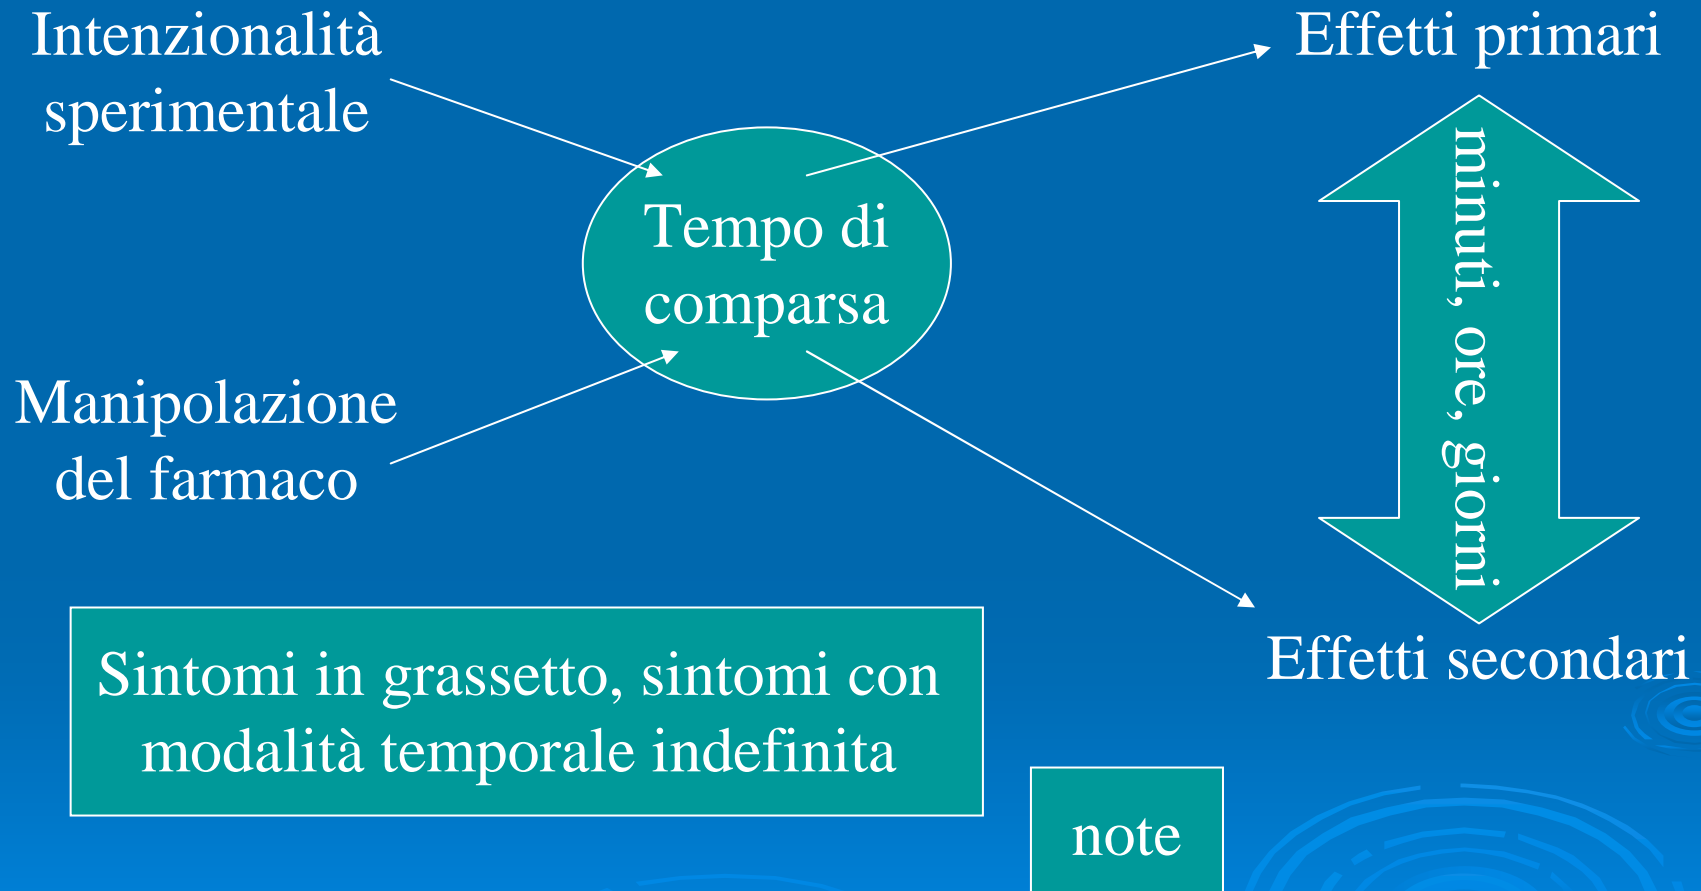 Intenzionalità
sperimentale
Effetti primari
Tempo di
comparsa
minuti, ore, giorni
Manipolazione
del farmaco
Effetti secondari
Sintomi in grassetto, sintomi con
modalità temporale indefinita
note